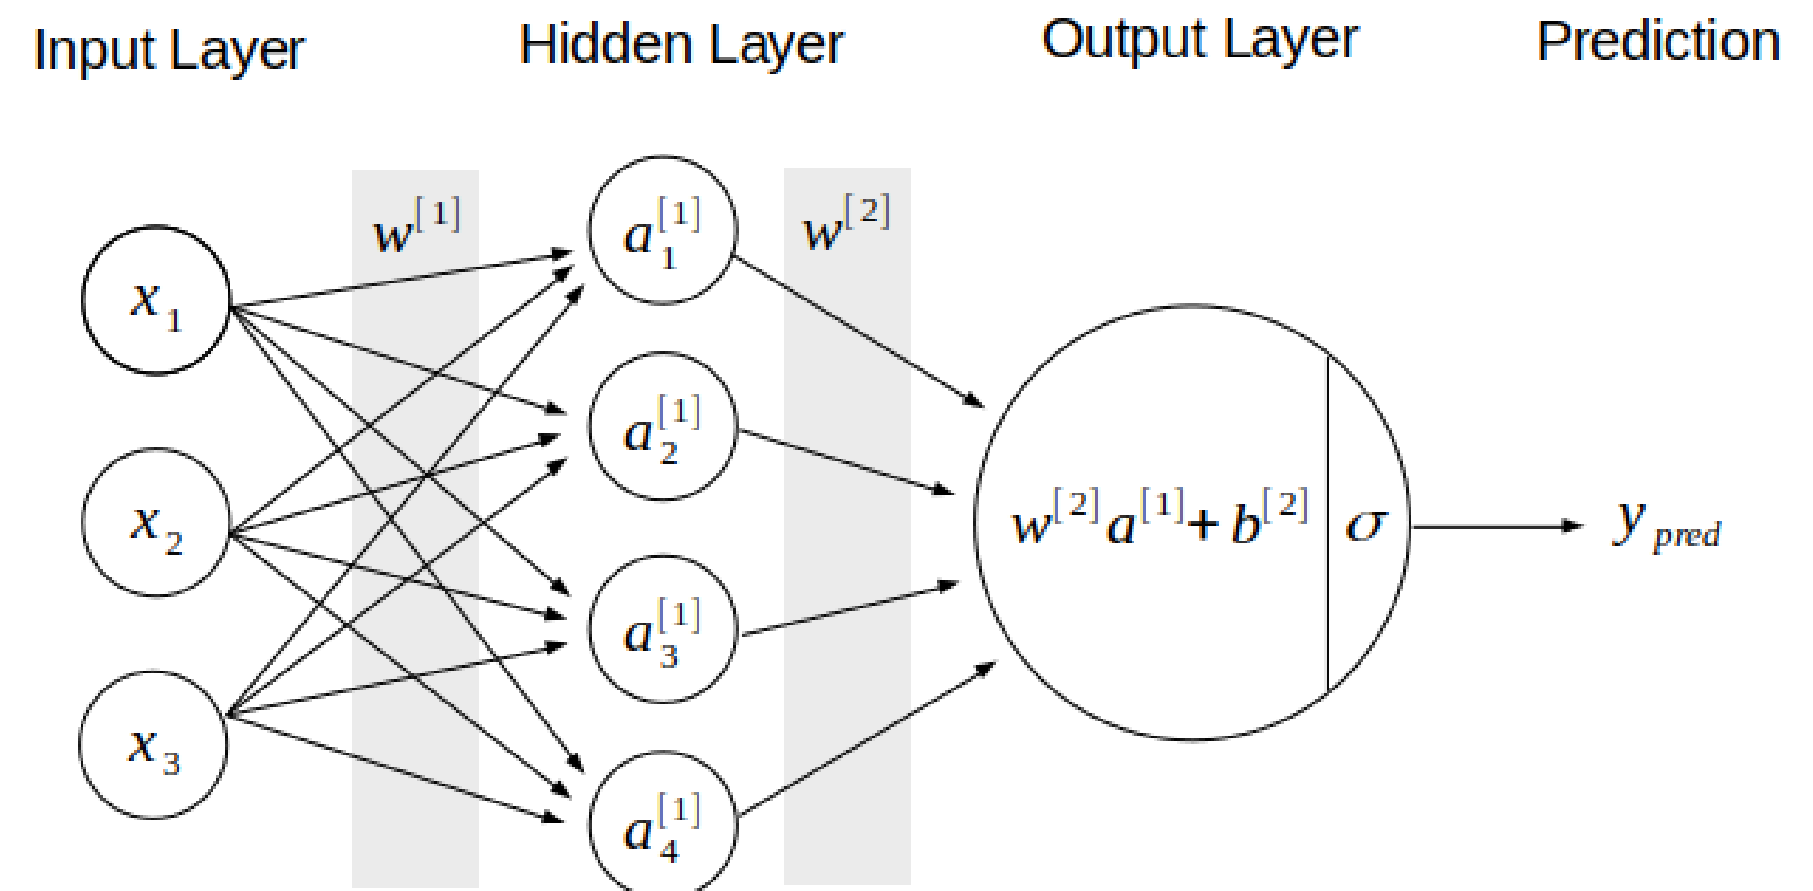 Input Layer
Hidden Layer
Output Layer
Prediction
x₁
x₂
x₃
w^[1]
a₁^[1]
a₂^[1]
a₃^[1]
a₄^[1]
w^[2]
w^[2] a^[1] + b^[2]
σ
y_pred